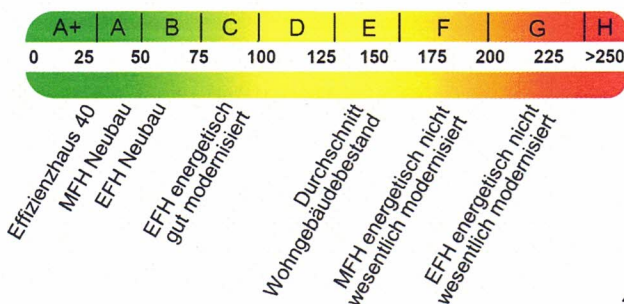 A+ A B C D E F G H
0 25 50 75 100 125 150 175 200 225 >250
Effizienzhaus 40
MFH Neubau
EFH Neubau
EFH energetisch
gut modernisiert
Durchschnitt
Wohngebäudebestand
MFH energetisch nicht
wesentlich modernisiert
EFH energetisch nicht
wesentlich modernisiert